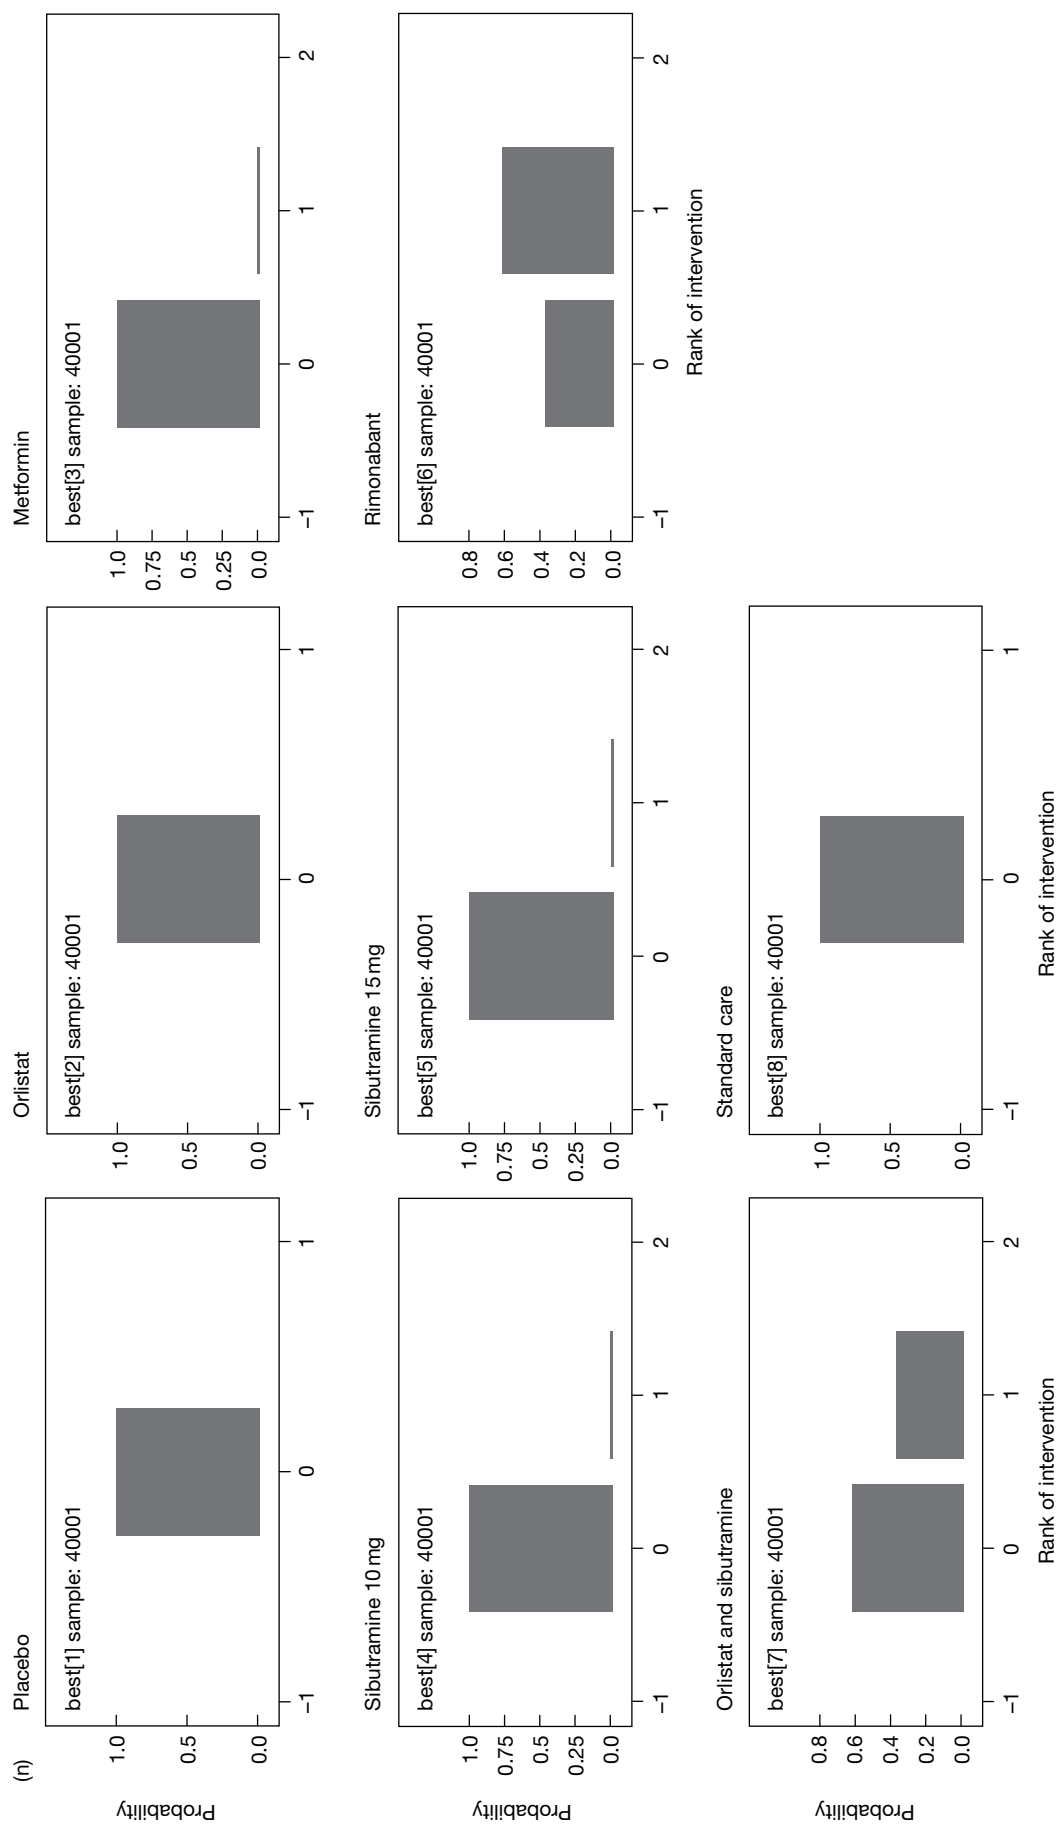 (n)
Placebo
best[1] sample: 40001
Probability
1.0
0.5
0.0
–1 0 1
Orlistat
best[2] sample: 40001
1.0
0.5
0.0
–1 0 1
Metformin
best[3] sample: 40001
1.0
0.75
0.5
0.25
0.0
–1 0 1 2
Sibutramine 10 mg
best[4] sample: 40001
Probability
1.0
0.75
0.5
0.25
0.0
–1 0 1 2
Sibutramine 15 mg
best[5] sample: 40001
1.0
0.75
0.5
0.25
0.0
–1 0 1 2
Rimonabant
best[6] sample: 40001
0.8
0.6
0.4
0.2
0.0
–1 0 1 2
Rank of intervention
Orlistat and sibutramine
best[7] sample: 40001
Probability
0.8
0.6
0.4
0.2
0.0
–1 0 1 2
Rank of intervention
Standard care
best[8] sample: 40001
1.0
0.5
0.0
–1 0 1
Rank of intervention